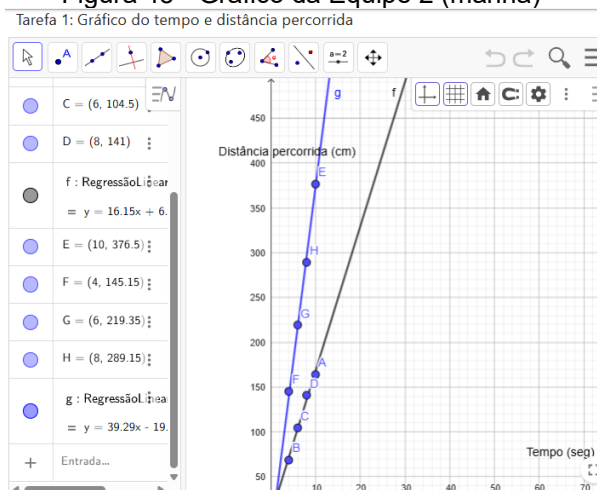 Tarefa 1: Gráfico do tempo e distância percorrida
A
a=2
C = (6, 104.5)
D = (8, 141)
f : RegressãoLinear
= y = 16.15x + 6.
E = (10, 376.5)
F = (4, 145.15)
G = (6, 219.35)
H = (8, 289.15)
g : RegressãoLinea
= y = 39.29x - 19.
+ Entrada...
g
f
450
Distância percorrida (cm)
400
E
350
300
H
250
G
200
A
150
F
D
C
100
B
Tempo (seg)
50
10 20 30 40 50 60 70